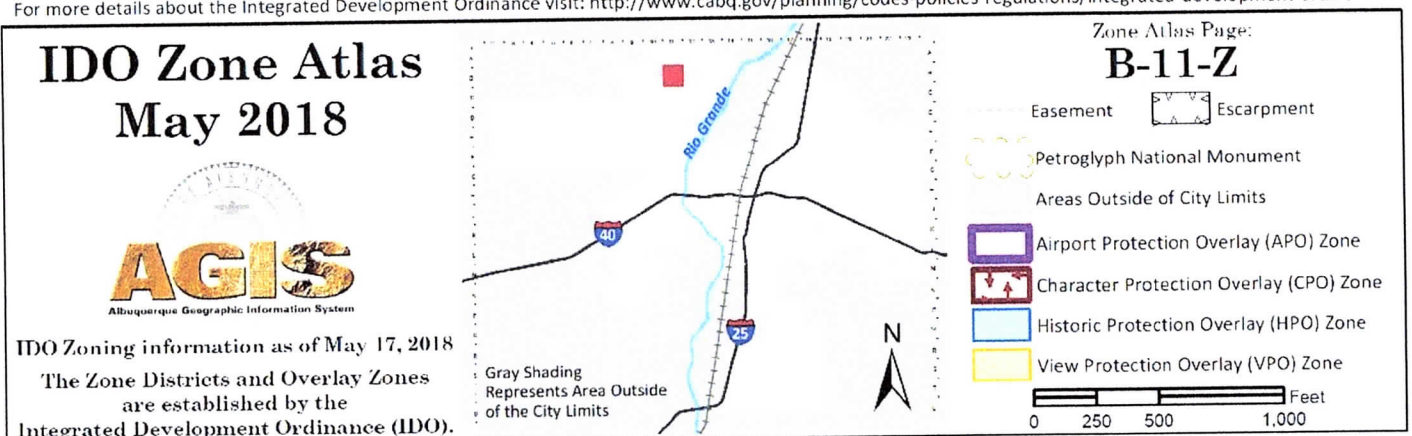 For more details about the Integrated Development Ordinance visit: http://www.cabq.gov/planning/codes-policies-regulations/integrated-development-
IDO Zone Atlas
May 2018
AGIS
Albuquerque Geographic Information System
IDO Zoning information as of May 17, 2018
The Zone Districts and Overlay Zones
are established by the
Integrated Development Ordinance (IDO).
Rio Grande
40
25
N
Gray Shading
Represents Area Outside
of the City Limits
Zone Atlas Page:
B-11-Z
Easement
Escarpment
Petroglyph National Monument
Areas Outside of City Limits
Airport Protection Overlay (APO) Zone
Character Protection Overlay (CPO) Zone
Historic Protection Overlay (HPO) Zone
View Protection Overlay (VPO) Zone
Feet
0 250 500 1,000